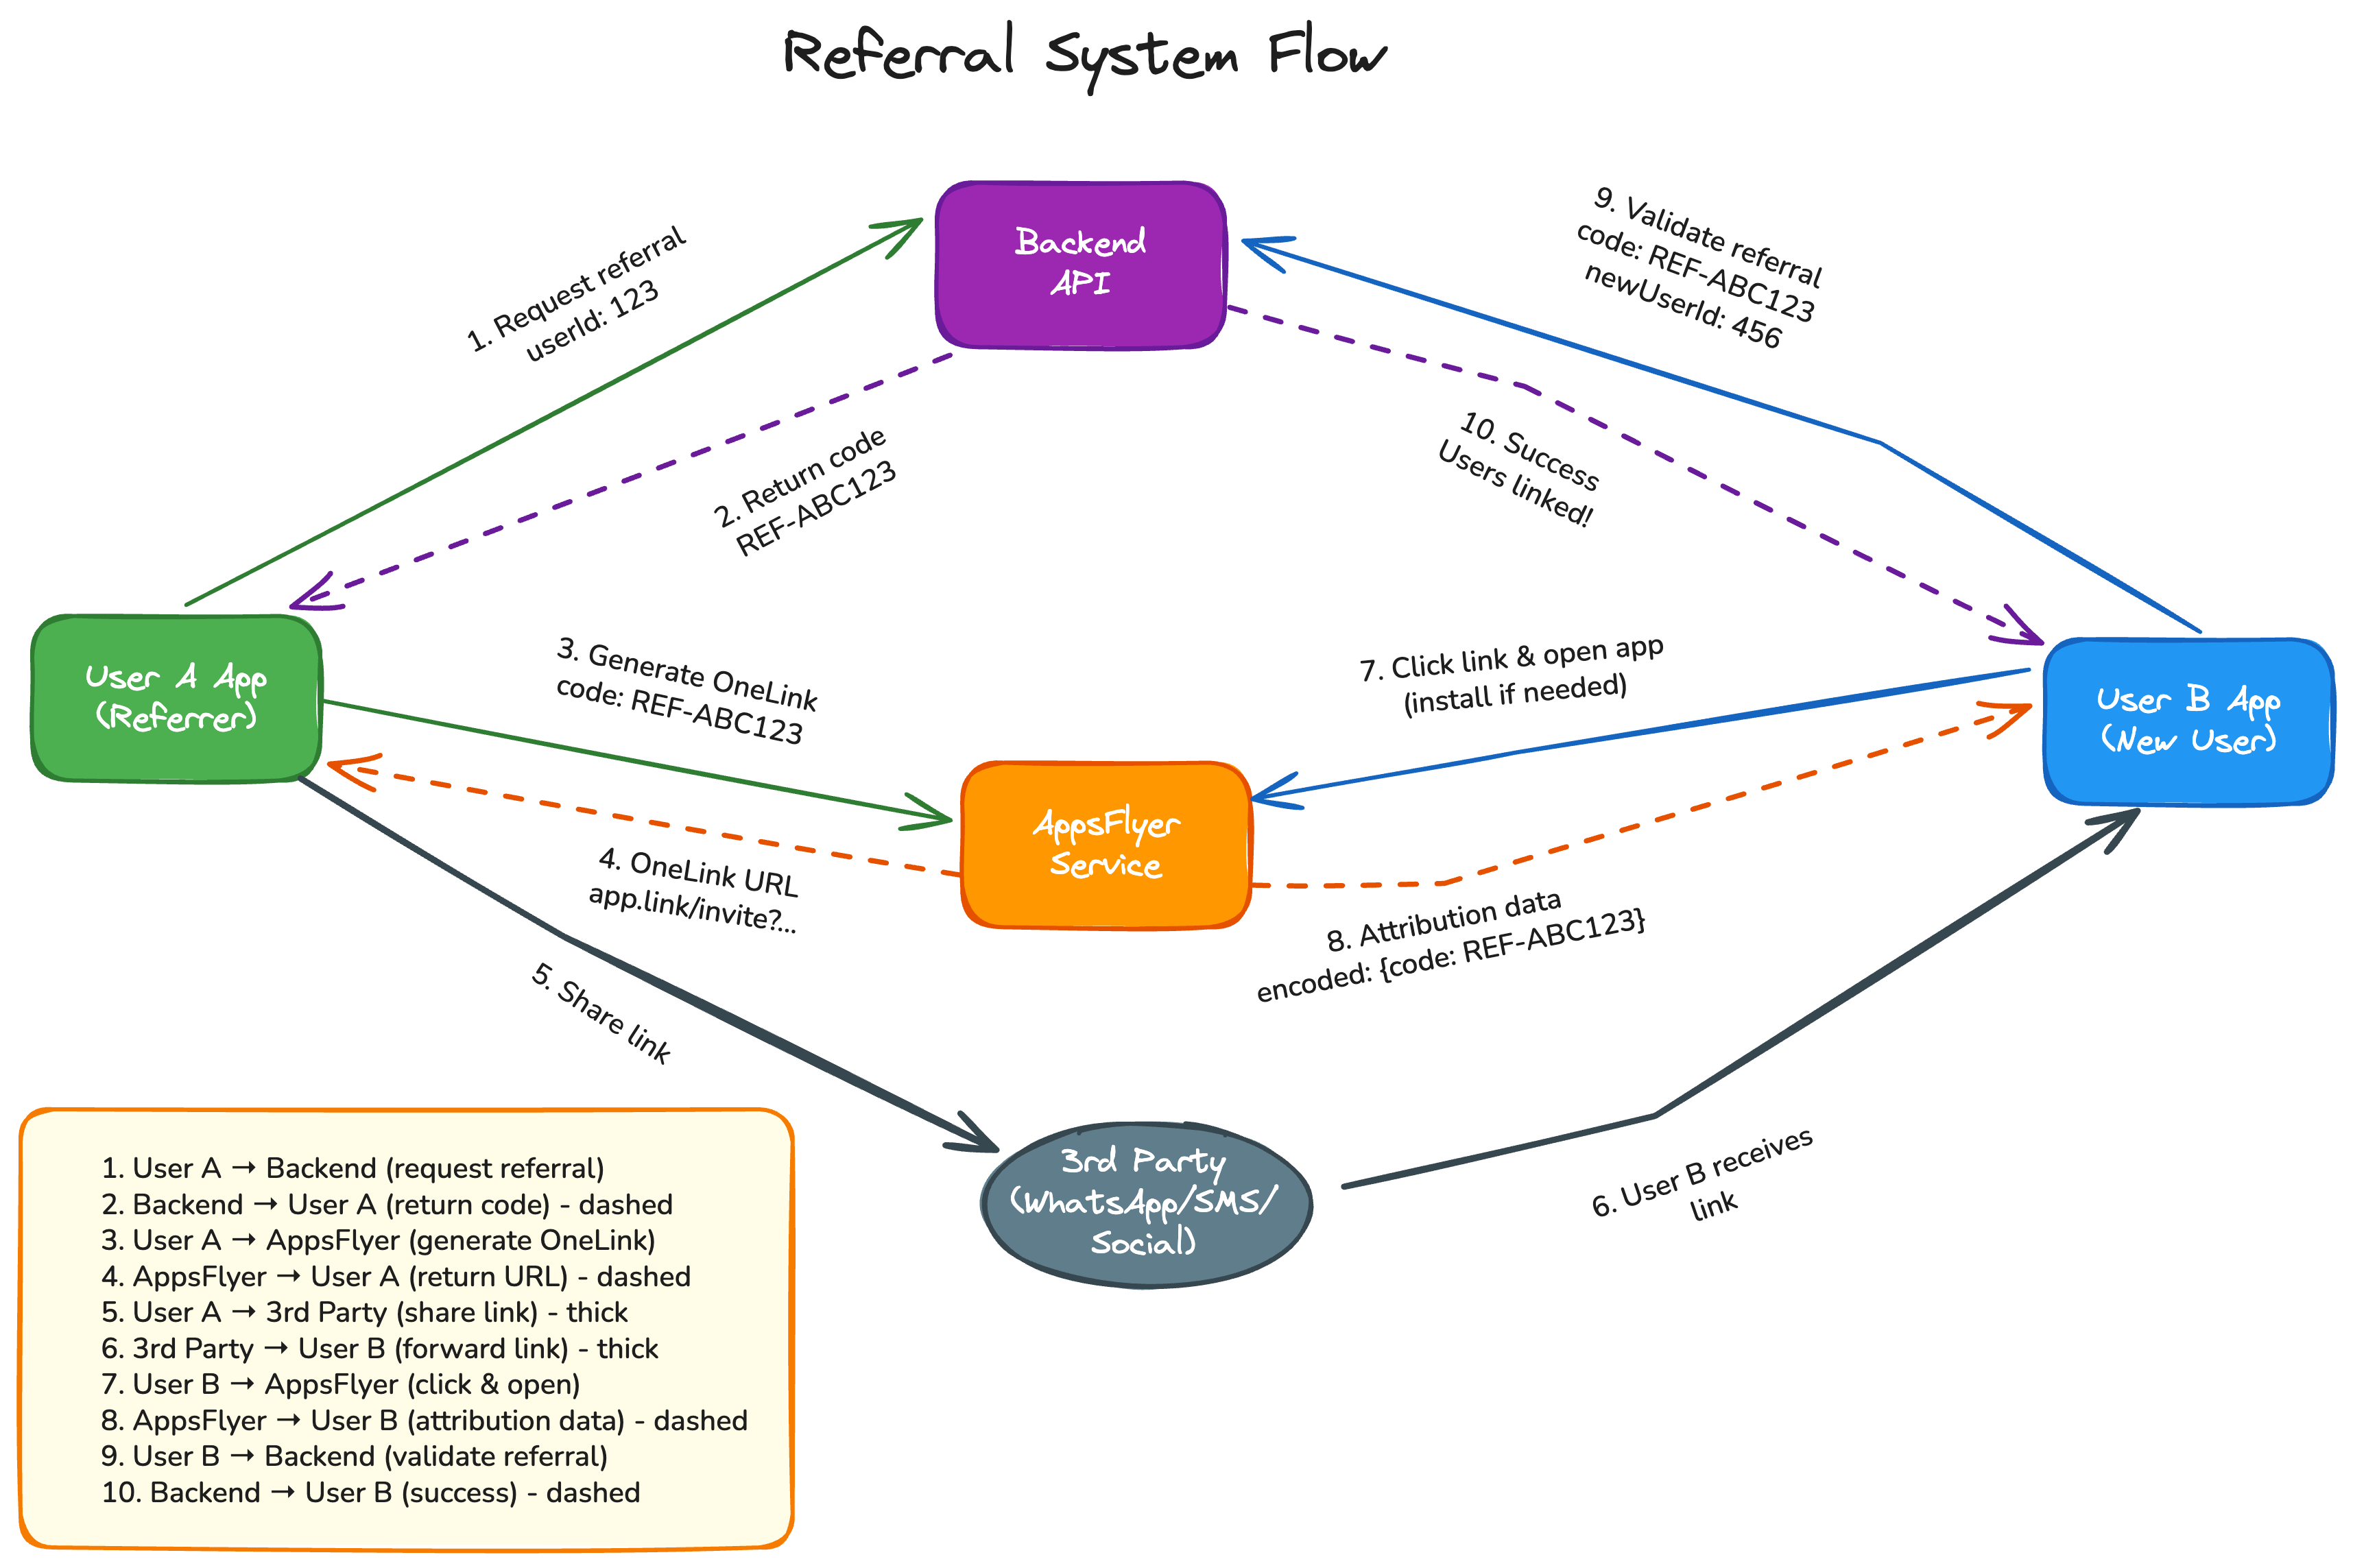 Referral System Flow
Backend
API
1. Request referral
userId: 123
9. Validate referral
code: REF-ABC123
newUserId: 456
2. Return code
REF-ABC123
10. Success
Users linked!
User A App
(Referrer)
3. Generate OneLink
code: REF-ABC123
7. Click link & open app
(install if needed)
User B App
(New User)
AppsFlyer
Service
4. OneLink URL
app.link/invite?...
8. Attribution data
encoded: {code: REF-ABC123}
5. Share link
3rd Party
(WhatsApp/SMS/
Social)
6. User B receives
link
1. User A → Backend (request referral)
2. Backend → User A (return code) - dashed
3. User A → AppsFlyer (generate OneLink)
4. AppsFlyer → User A (return URL) - dashed
5. User A → 3rd Party (share link) - thick
6. 3rd Party → User B (forward link) - thick
7. User B → AppsFlyer (click & open)
8. AppsFlyer → User B (attribution data) - dashed
9. User B → Backend (validate referral)
10. Backend → User B (success) - dashed